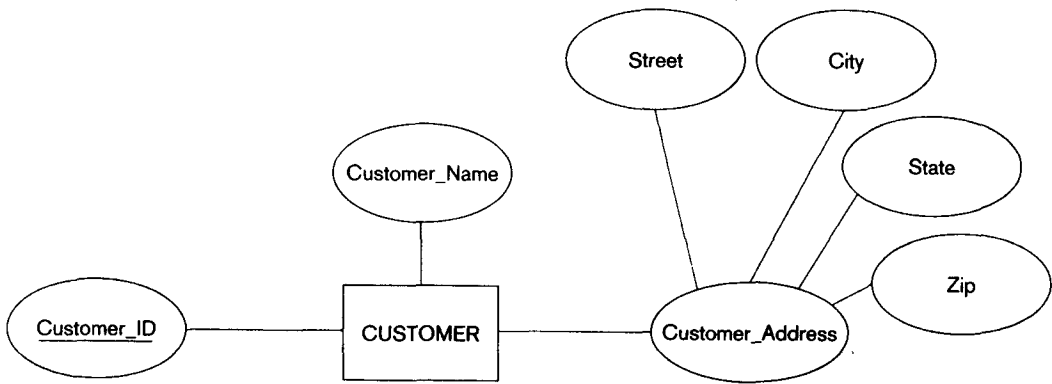 Street
City
Customer_Name
State
Zip
Customer_ID
CUSTOMER
Customer_Address